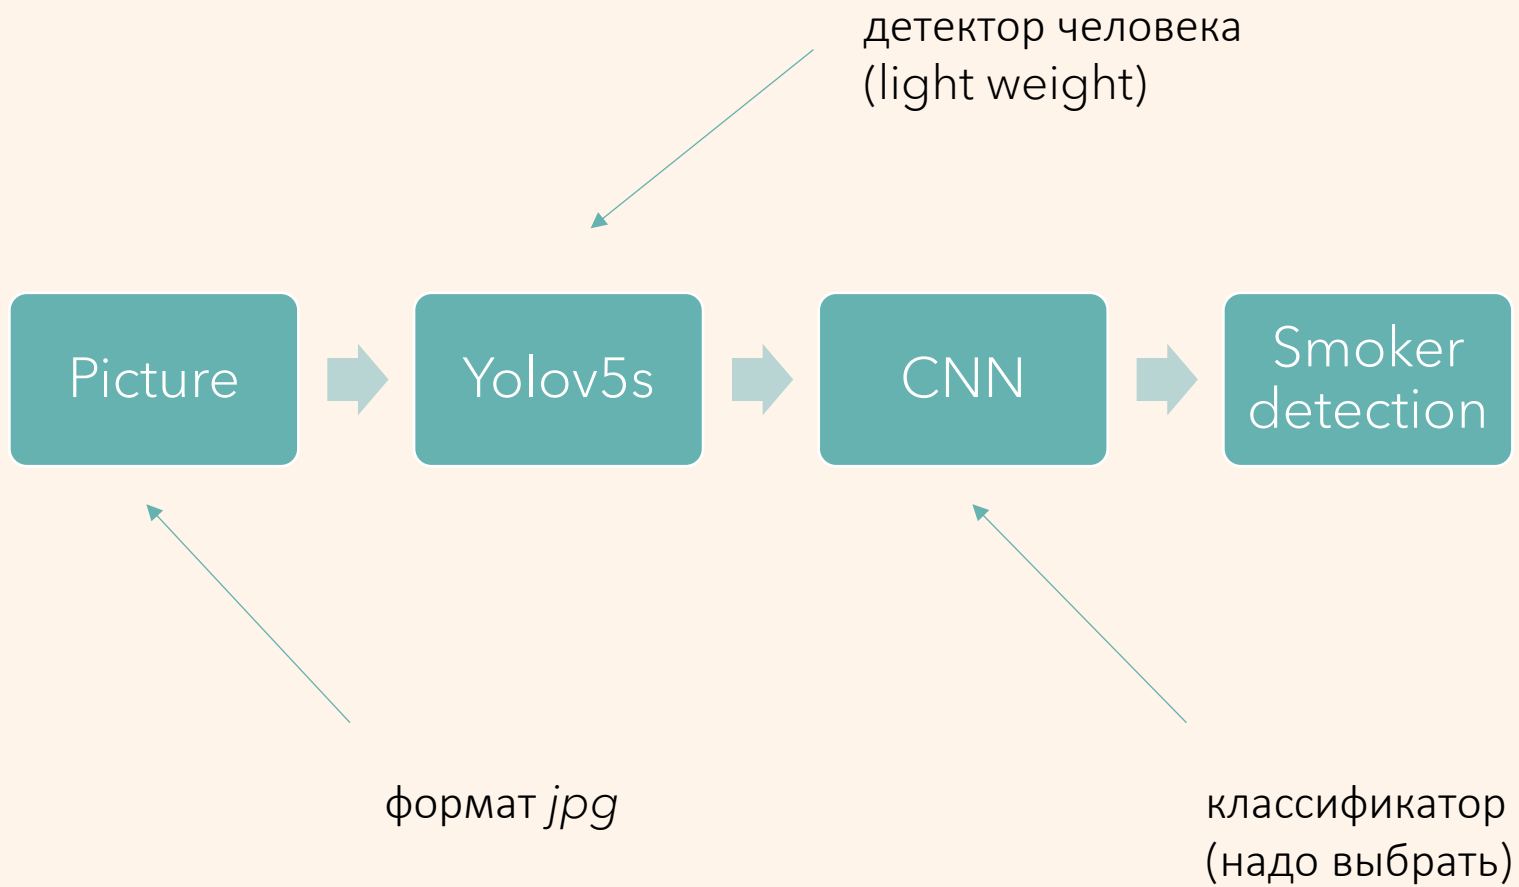 детектор человека
(light weight)
Picture
Yolov5s
CNN
Smoker
detection
формат jpg
классификатор
(надо выбрать)